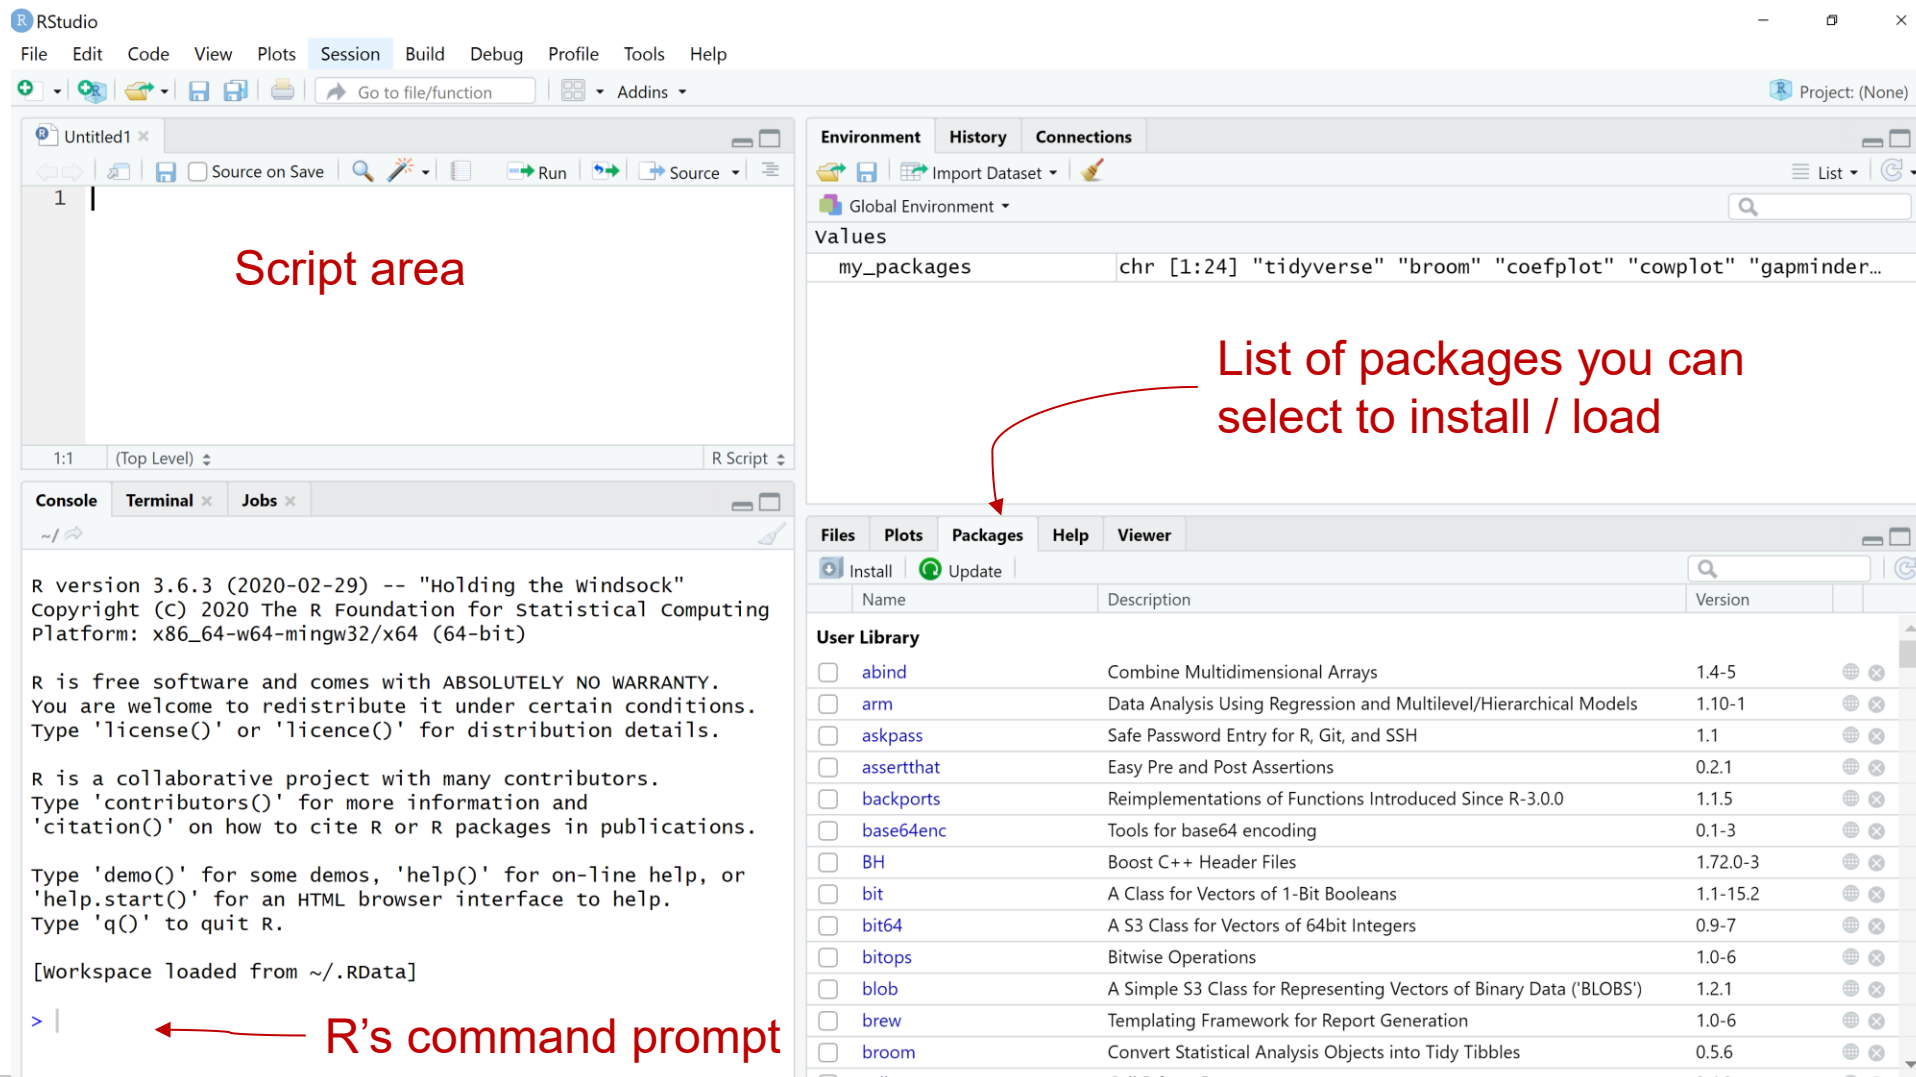 RStudio
File Edit Code View Plots Session Build Debug Profile Tools Help
Go to file/function Addins Project: (None)
Untitled1
Source on Save Run Source
1
Script area
1:1 (Top Level) R Script
Console Terminal Jobs
~/
R version 3.6.3 (2020-02-29) -- "Holding the Windsock"
Copyright (C) 2020 The R Foundation for Statistical Computing
Platform: x86_64-w64-mingw32/x64 (64-bit)
R is free software and comes with ABSOLUTELY NO WARRANTY.
You are welcome to redistribute it under certain conditions.
Type 'license()' or 'licence()' for distribution details.
R is a collaborative project with many contributors.
Type 'contributors()' for more information and
'citation()' on how to cite R or R packages in publications.
Type 'demo()' for some demos, 'help()' for on-line help, or
'help.start()' for an HTML browser interface to help.
Type 'q()' to quit R.
[Workspace loaded from ~/.RData]
>
R’s command prompt
Environment History Connections
Import Dataset List
Global Environment
Values
my_packages chr [1:24] "tidyverse" "broom" "coefplot" "cowplot" "gapminder…
List of packages you can
select to install / load
Files Plots Packages Help Viewer
Install Update
Name Description Version
User Library
abind Combine Multidimensional Arrays 1.4-5
arm Data Analysis Using Regression and Multilevel/Hierarchical Models 1.10-1
askpass Safe Password Entry for R, Git, and SSH 1.1
assertthat Easy Pre and Post Assertions 0.2.1
backports Reimplementations of Functions Introduced Since R-3.0.0 1.1.5
base64enc Tools for base64 encoding 0.1-3
BH Boost C++ Header Files 1.72.0-3
bit A Class for Vectors of 1-Bit Booleans 1.1-15.2
bit64 A S3 Class for Vectors of 64bit Integers 0.9-7
bitops Bitwise Operations 1.0-6
blob A Simple S3 Class for Representing Vectors of Binary Data ('BLOBS') 1.2.1
brew Templating Framework for Report Generation 1.0-6
broom Convert Statistical Analysis Objects into Tidy Tibbles 0.5.6